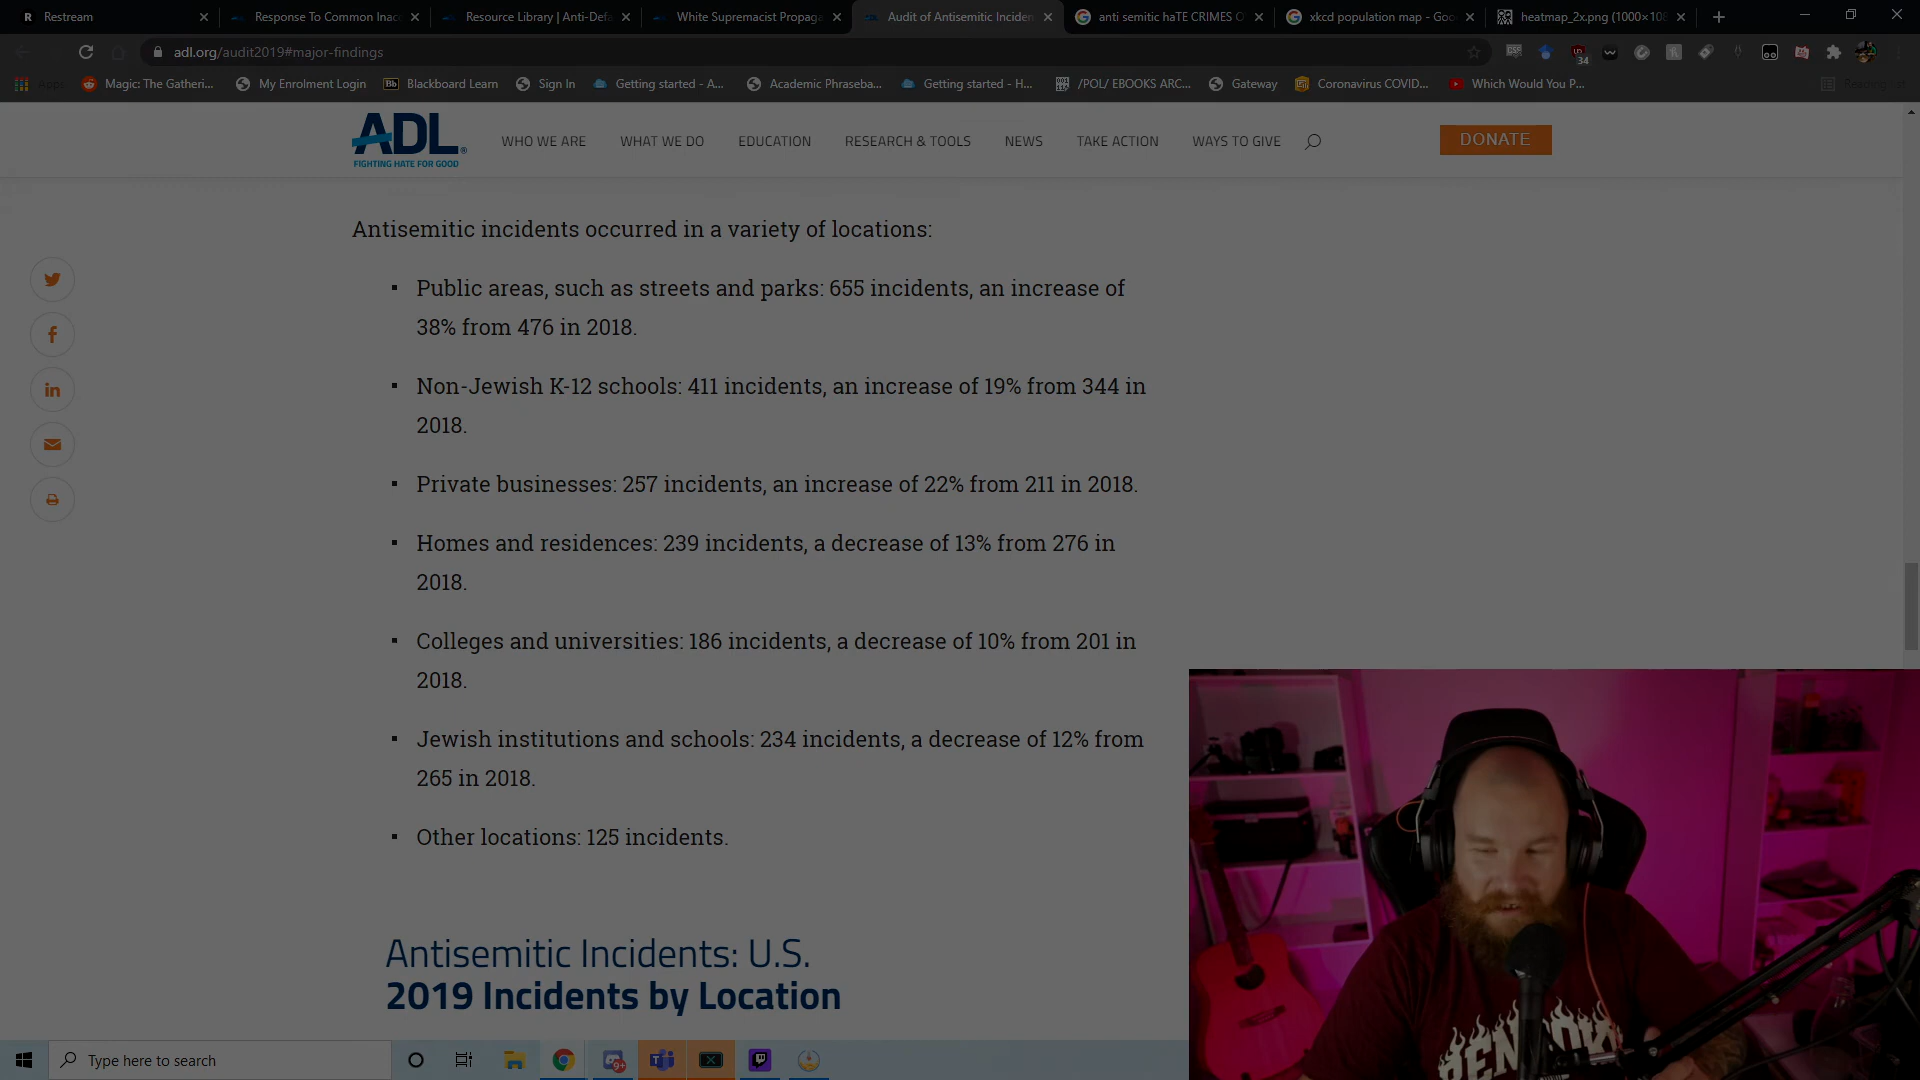 Restream
Response To Common Inac
Resource Library | Anti-Defa
White Supremacist Propaga
Audit of Antisemitic Inciden
anti semitic haTE CRIMES O
xkcd population map - Goo
heatmap_2x.png (1000×108
adl.org/audit2019#major-findings
34
Apps
Magic: The Gatheri...
My Enrolment Login
Bb
Blackboard Learn
Sign In
Getting started - A...
Academic Phraseba...
Getting started - H...
/POL/ EBOOKS ARC...
Gateway
Coronavirus COVID...
Which Would You P...
Reading list
ADL
FIGHTING HATE FOR GOOD
WHO WE ARE
WHAT WE DO
EDUCATION
RESEARCH & TOOLS
NEWS
TAKE ACTION
WAYS TO GIVE
DONATE
Antisemitic incidents occurred in a variety of locations:
Public areas, such as streets and parks: 655 incidents, an increase of
38% from 476 in 2018.
Non-Jewish K-12 schools: 411 incidents, an increase of 19% from 344 in
2018.
Private businesses: 257 incidents, an increase of 22% from 211 in 2018.
Homes and residences: 239 incidents, a decrease of 13% from 276 in
2018.
Colleges and universities: 186 incidents, a decrease of 10% from 201 in
2018.
Jewish institutions and schools: 234 incidents, a decrease of 12% from
265 in 2018.
Other locations: 125 incidents.
Antisemitic Incidents: U.S.
2019 Incidents by Location
Type here to search
9+